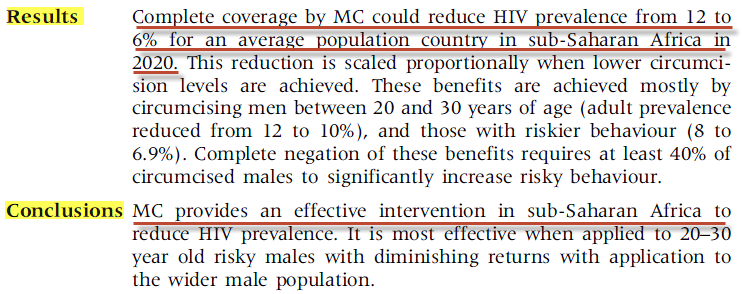 Results Complete coverage by MC could reduce HIV prevalence from 12 to
6% for an average population country in sub-Saharan Africa in
2020. This reduction is scaled proportionally when lower circumci-
sion levels are achieved. These benefits are achieved mostly by
circumcising men between 20 and 30 years of age (adult prevalence
reduced from 12 to 10%), and those with riskier behaviour (8 to
6.9%). Complete negation of these benefits requires at least 40% of
circumcised males to significantly increase risky behaviour.
Conclusions MC provides an effective intervention in sub-Saharan Africa to
reduce HIV prevalence. It is most effective when applied to 20–30
year old risky males with diminishing returns with application to
the wider male population.